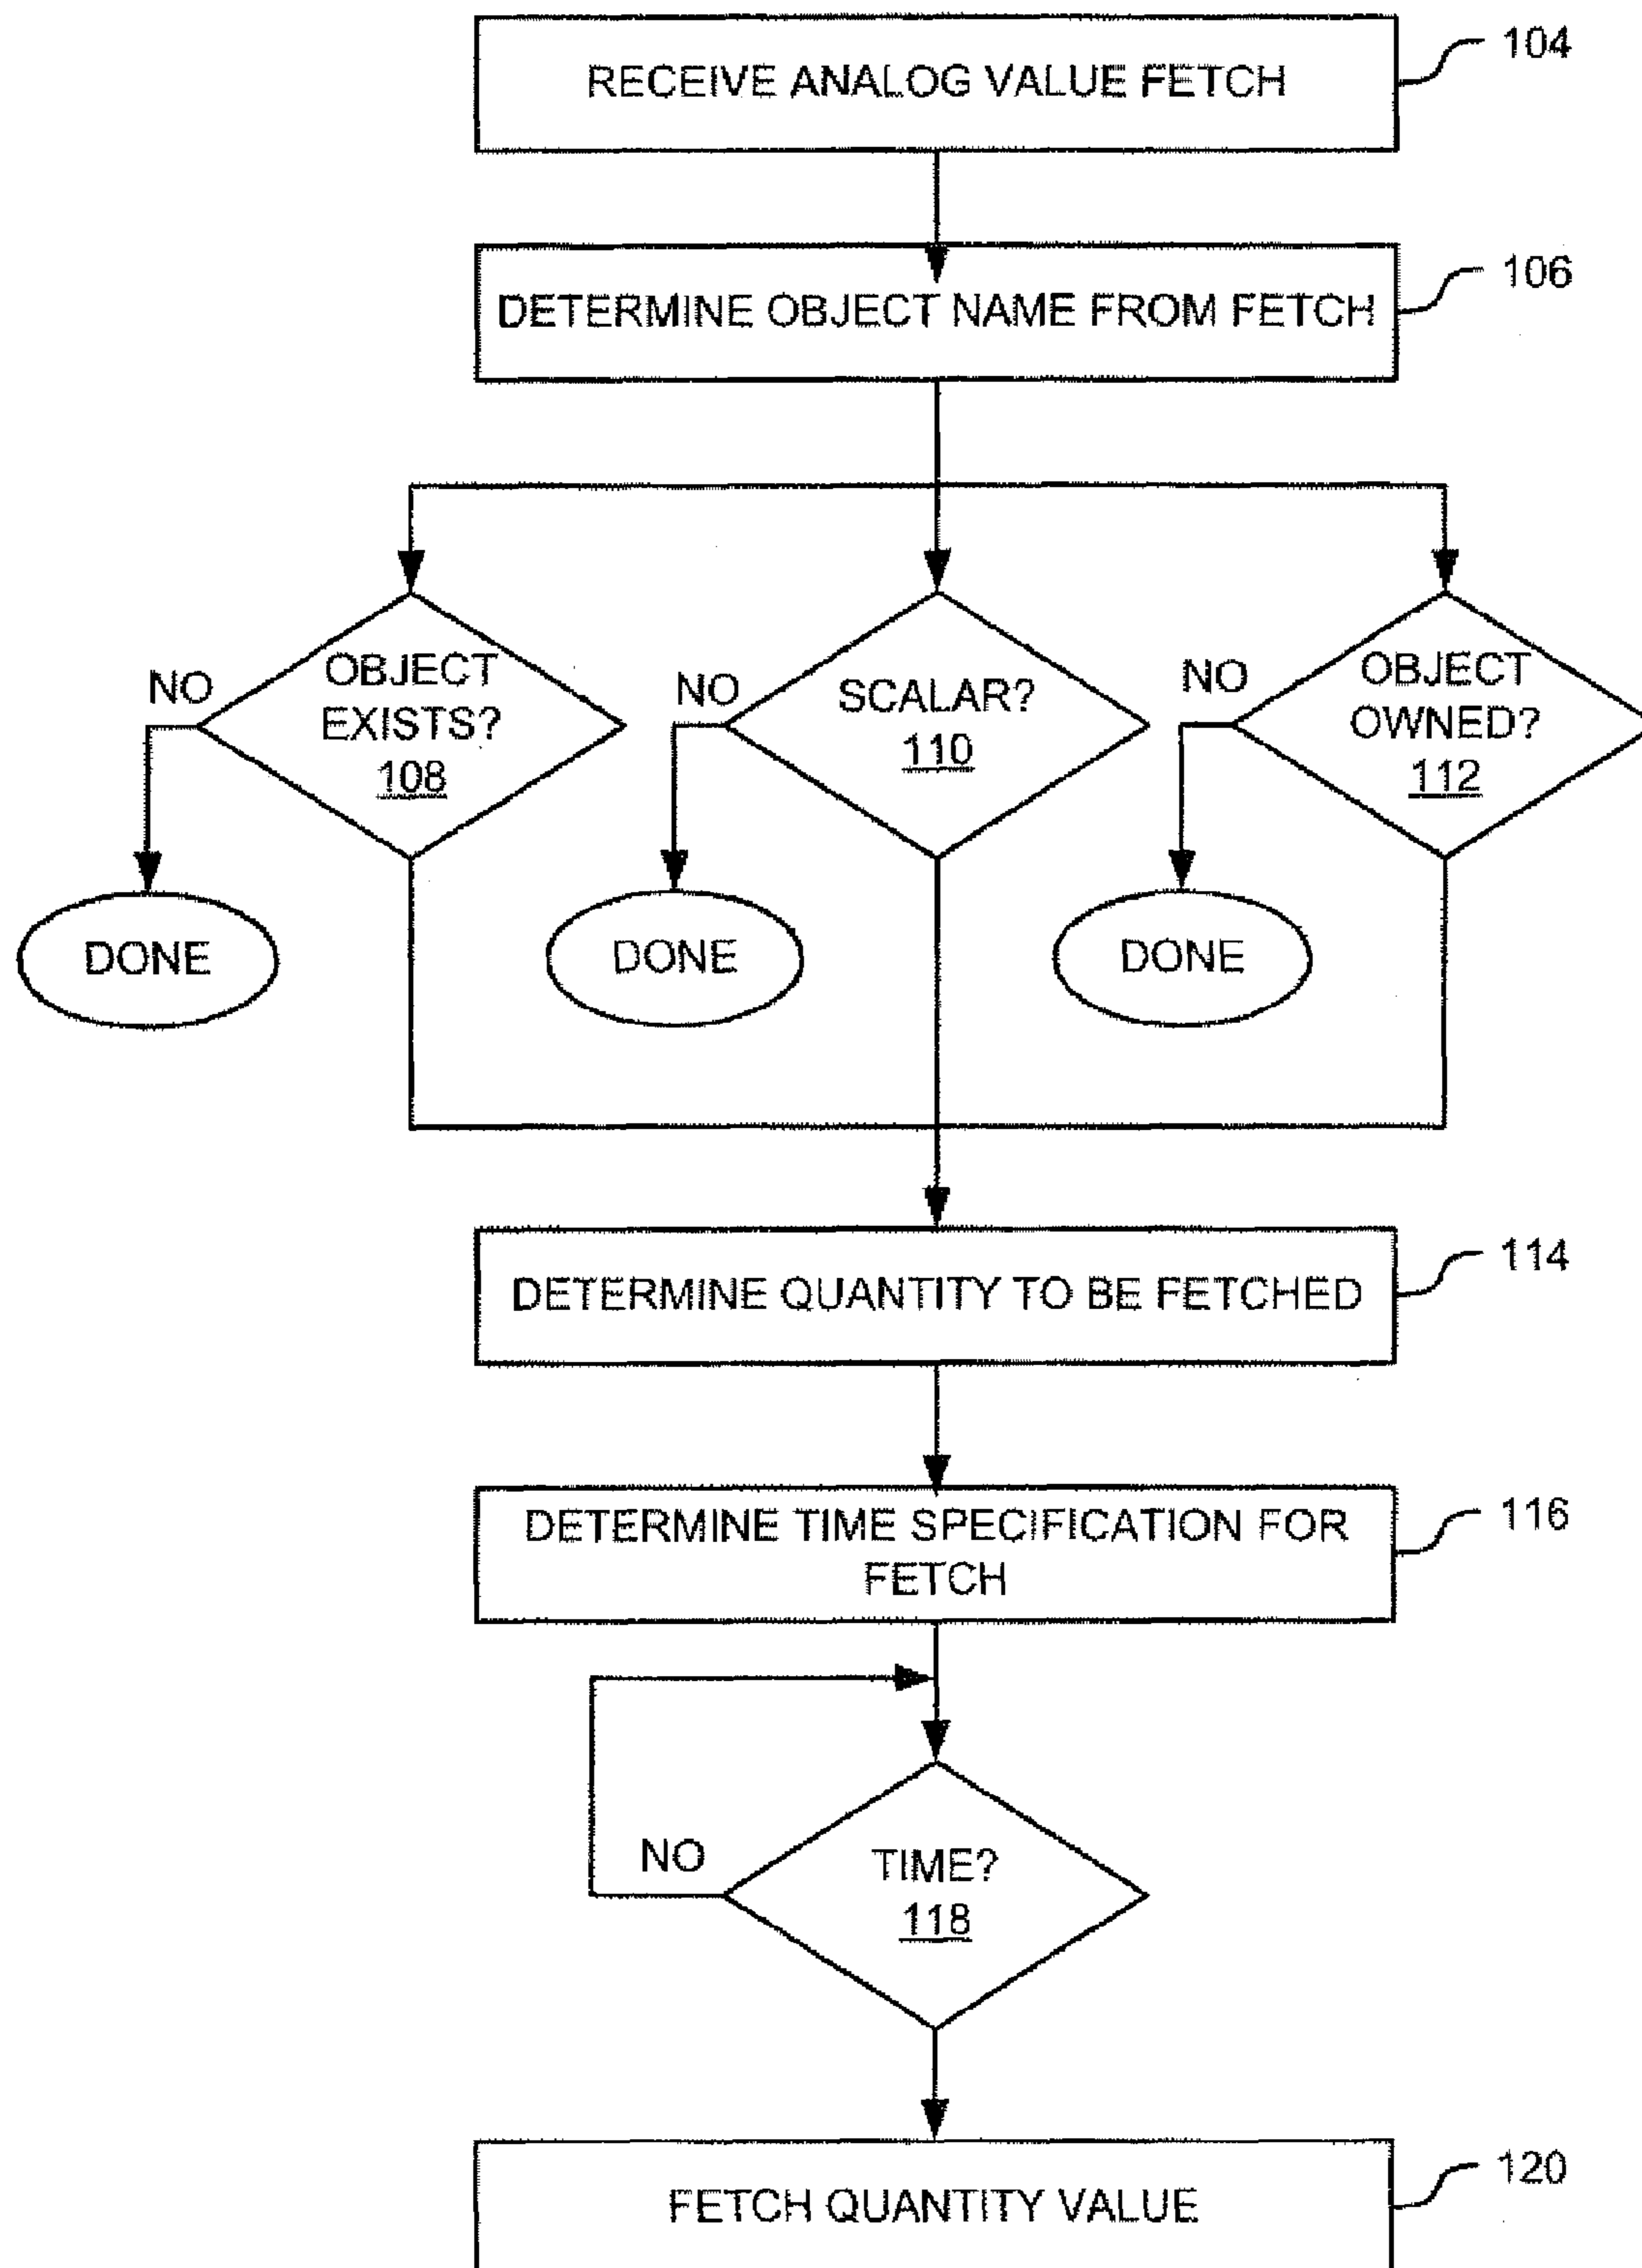 RECEIVE ANALOG VALUE FETCH
104
DETERMINE OBJECT NAME FROM FETCH
106
NO
OBJECT
EXISTS?
108
DONE
NO
SCALAR?
110
DONE
NO
OBJECT
OWNED?
112
DONE
DETERMINE QUANTITY TO BE FETCHED
114
DETERMINE TIME SPECIFICATION FOR
FETCH
116
NO
TIME?
118
FETCH QUANTITY VALUE
120